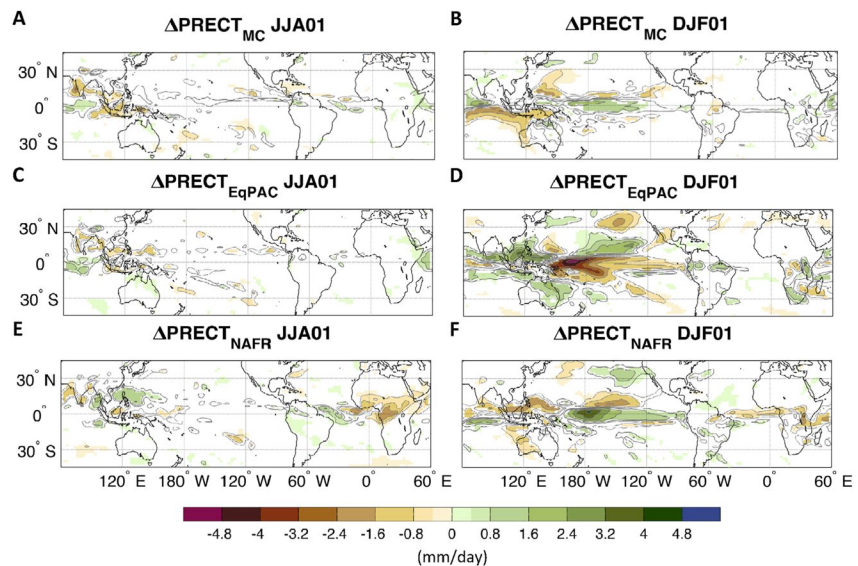 A
ΔPRECT_MC JJA01
B
ΔPRECT_MC DJF01
30° N
0°
30° S
C
ΔPRECT_EqPAC JJA01
D
ΔPRECT_EqPAC DJF01
30° N
0°
30° S
E
ΔPRECT_NAFR JJA01
F
ΔPRECT_NAFR DJF01
30° N
0°
30° S
120° E 180° W 120° W 60° W 0° 60° E
120° E 180° W 120° W 60° W 0° 60° E
-4.8 -4 -3.2 -2.4 -1.6 -0.8 0 0.8 1.6 2.4 3.2 4 4.8
(mm/day)